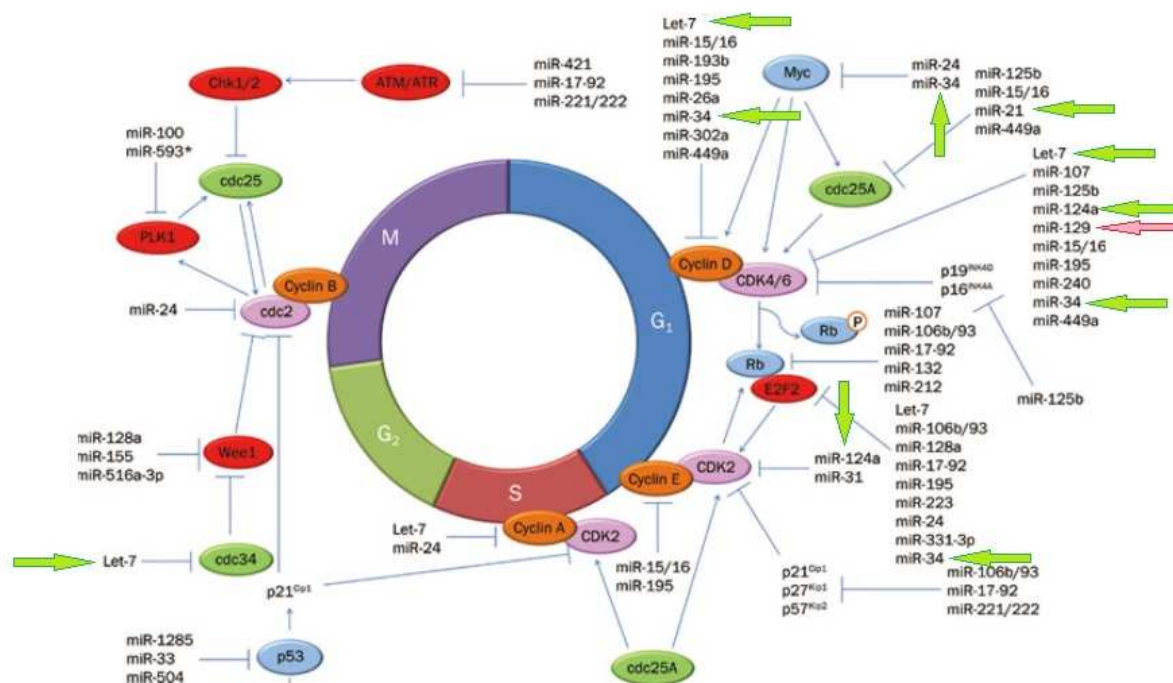 Let-7
miR-15/16
miR-193b
miR-195
miR-26a
miR-34
miR-302a
miR-449a
Myc
miR-24
miR-34
miR-125b
miR-15/16
miR-21
miR-449a
miR-421
miR-17-92
miR-221/222
ATM/ATR
Chk1/2
miR-100
miR-593*
cdc25
PLK1
cdc25A
Let-7
miR-107
miR-125b
miR-124a
miR-129
miR-15/16
miR-195
miR-240
miR-34
miR-449a
M
G1
G2
S
Cyclin B
cdc2
miR-24
Cyclin D
CDK4/6
p19INK4D
p16INK4A
Rb
P
Rb
E2F2
miR-107
miR-106b/93
miR-17-92
miR-132
miR-212
miR-125b
Let-7
miR-106b/93
miR-128a
miR-17-92
miR-195
miR-223
miR-24
miR-331-3p
miR-34
miR-128a
miR-155
miR-516a-3p
Wee1
CDK2
Cyclin E
miR-124a
miR-31
Cyclin A
CDK2
Let-7
miR-24
Let-7
cdc34
p21Cip1
miR-15/16
miR-195
p21Cip1
p27Kip1
p57Kip2
miR-106b/93
miR-17-92
miR-221/222
miR-1285
miR-33
miR-504
p53
cdc25A